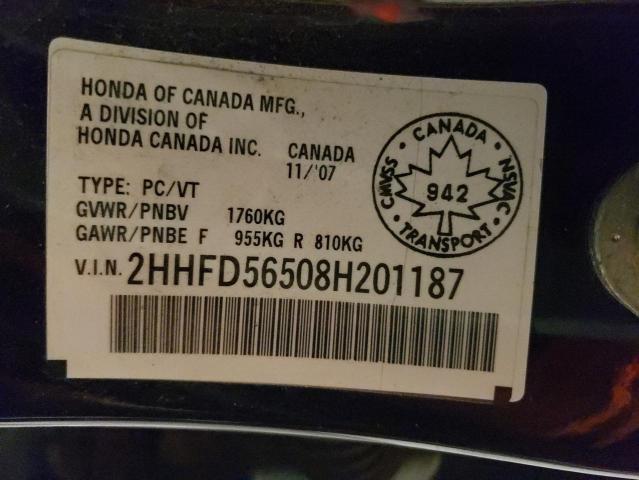 HONDA OF CANADA MFG.,
A DIVISION OF
HONDA CANADA INC. CANADA
11/'07
TYPE: PC/VT
GVWR/PNBV 1760KG
GAWR/PNBE F 955KG R 810KG
V.I.N. 2HHFD56508H201187
CANADA
CMVSS
942
NSVAC
TRANSPORT